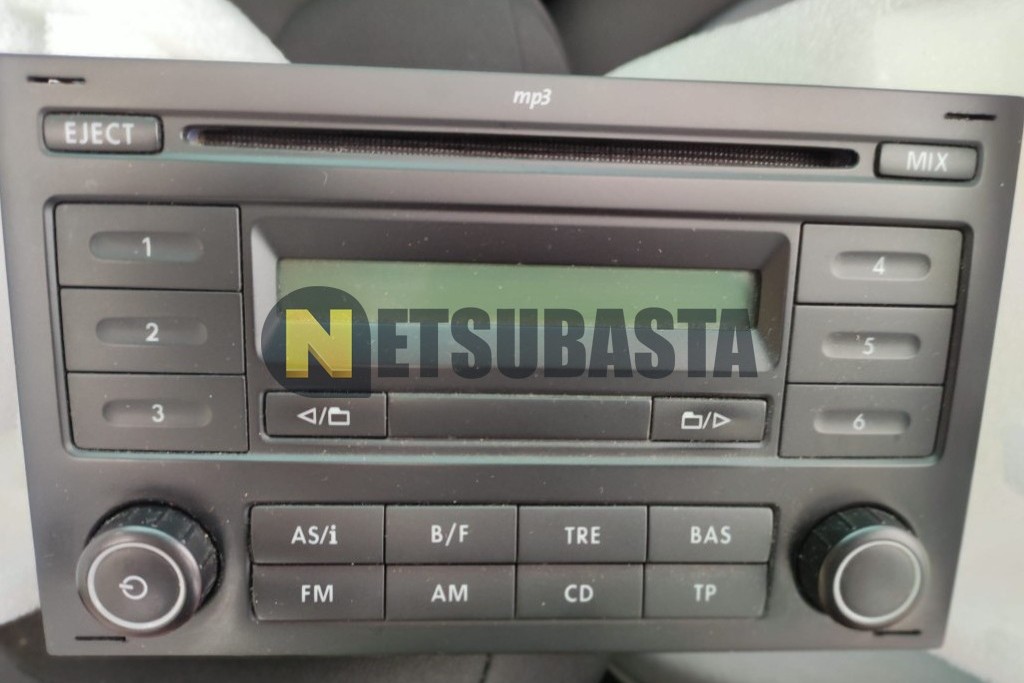 mp3
EJECT
MIX
1
4
2
5
3
6
NETSUBASTA
AS/i
B/F
TRE
BAS
FM
AM
CD
TP